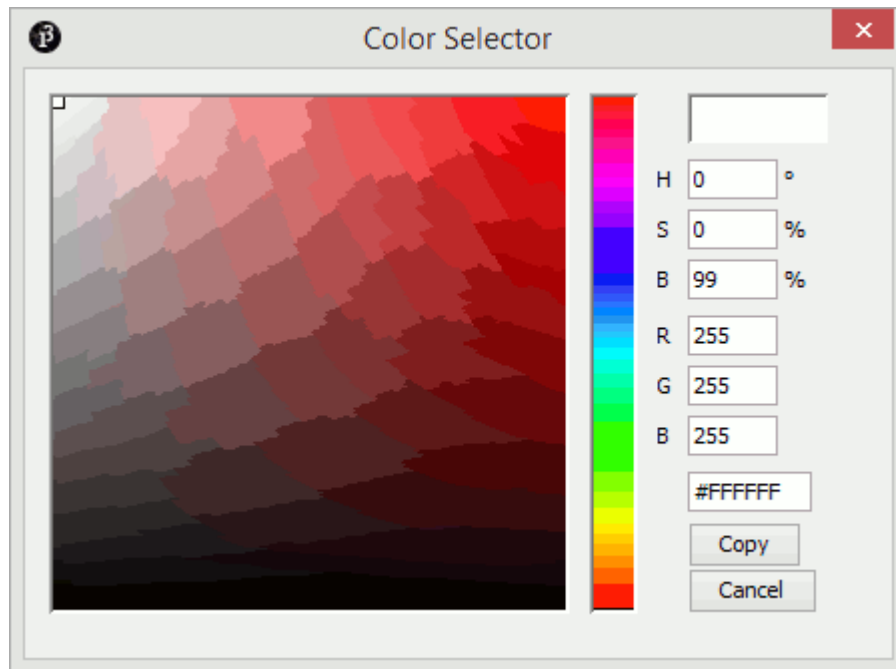 Color Selector
H 0 °
S 0 %
B 99 %
R 255
G 255
B 255
#FFFFFF
Copy
Cancel